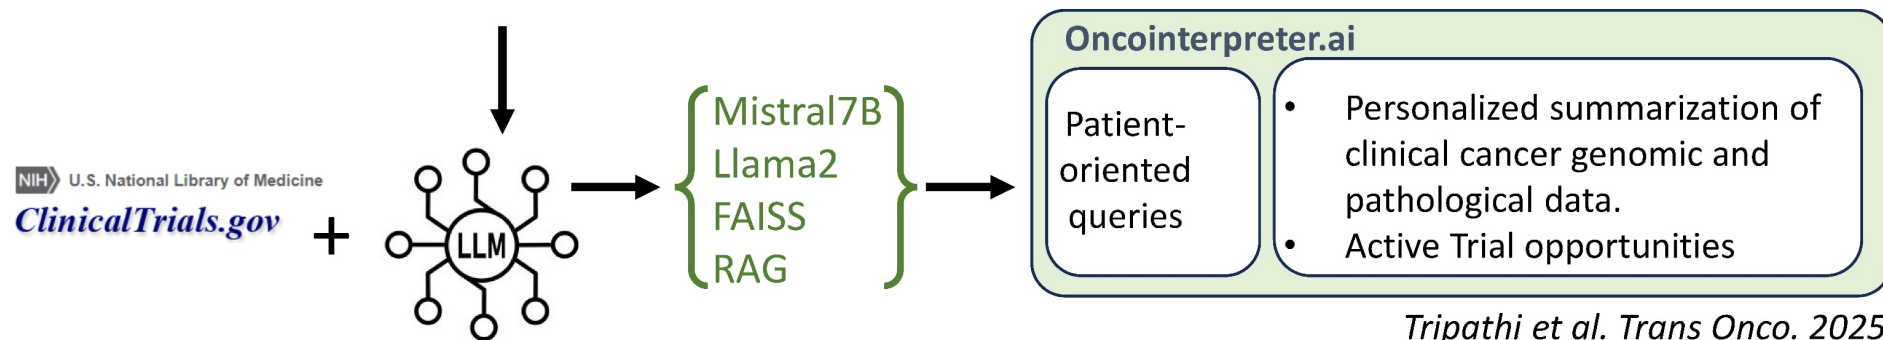 NIH U.S. National Library of Medicine
ClinicalTrials.gov
+
LLM
Mistral7B
Llama2
FAISS
RAG
Oncointerpreter.ai
Patient-
oriented
queries
• Personalized summarization of
clinical cancer genomic and
pathological data.
• Active Trial opportunities
Tripathi et al. Trans Onco. 2025